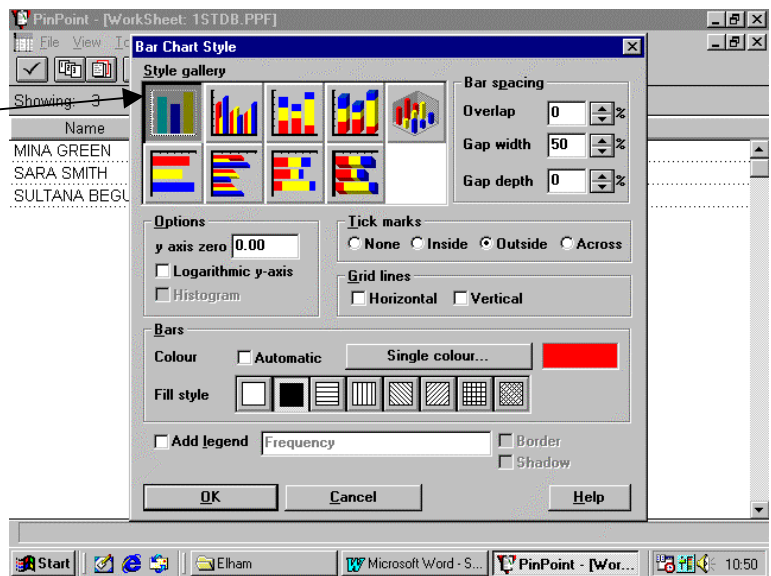 PinPoint - [WorkSheet: 1STDB.PPF]
File View
Bar Chart Style
Style gallery
Bar spacing
Overlap 0 %
Gap width 50 %
Gap depth 0 %
Showing: 3
Name
MINA GREEN
SARA SMITH
SULTANA BEGU
Options
y axis zero 0.00
Logarithmic y-axis
Histogram
Tick marks
None Inside Outside Across
Grid lines
Horizontal Vertical
Bars
Colour Automatic Single colour...
Fill style
Add legend Frequency Border
Shadow
OK Cancel Help
Start Elham Microsoft Word - S... PinPoint - [Wor... 10:50